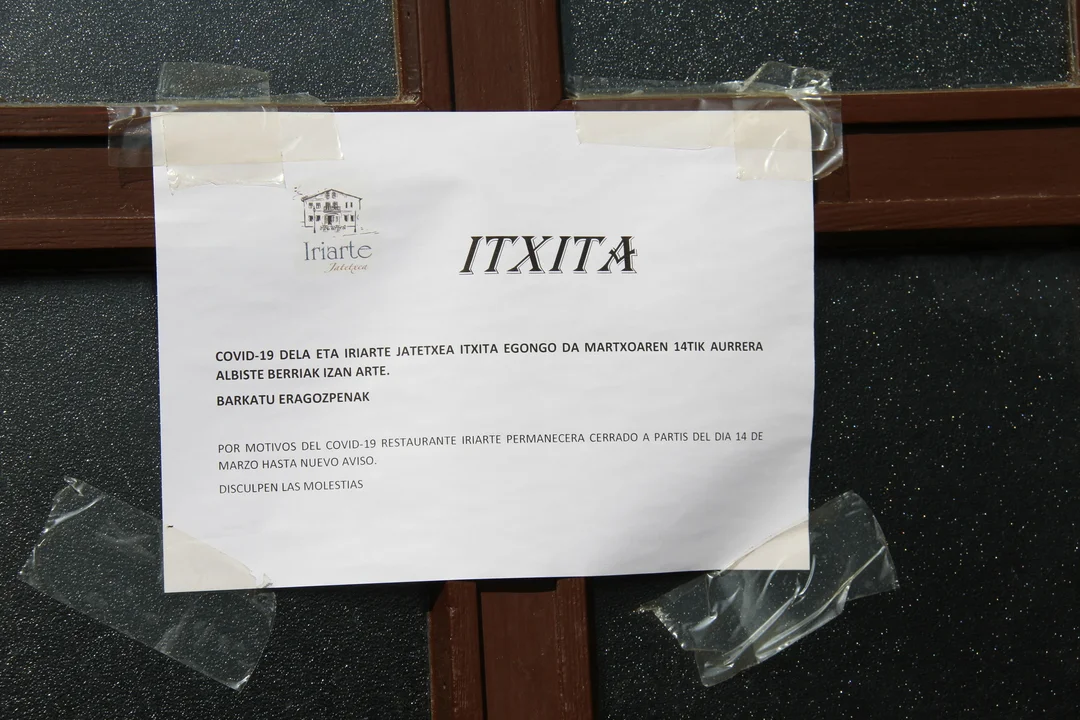 Iriarte
Jatetxea
ITXITA
COVID-19 DELA ETA IRIARTE JATETXEA ITXITA EGONGO DA MARTXOAREN 14TIK AURRERA
ALBISTE BERRIAK IZAN ARTE.
BARKATU ERAGOZPENAK
POR MOTIVOS DEL COVID-19 RESTAURANTE IRIARTE PERMANECERA CERRADO A PARTIS DEL DIA 14 DE
MARZO HASTA NUEVO AVISO.
DISCULPEN LAS MOLESTIAS